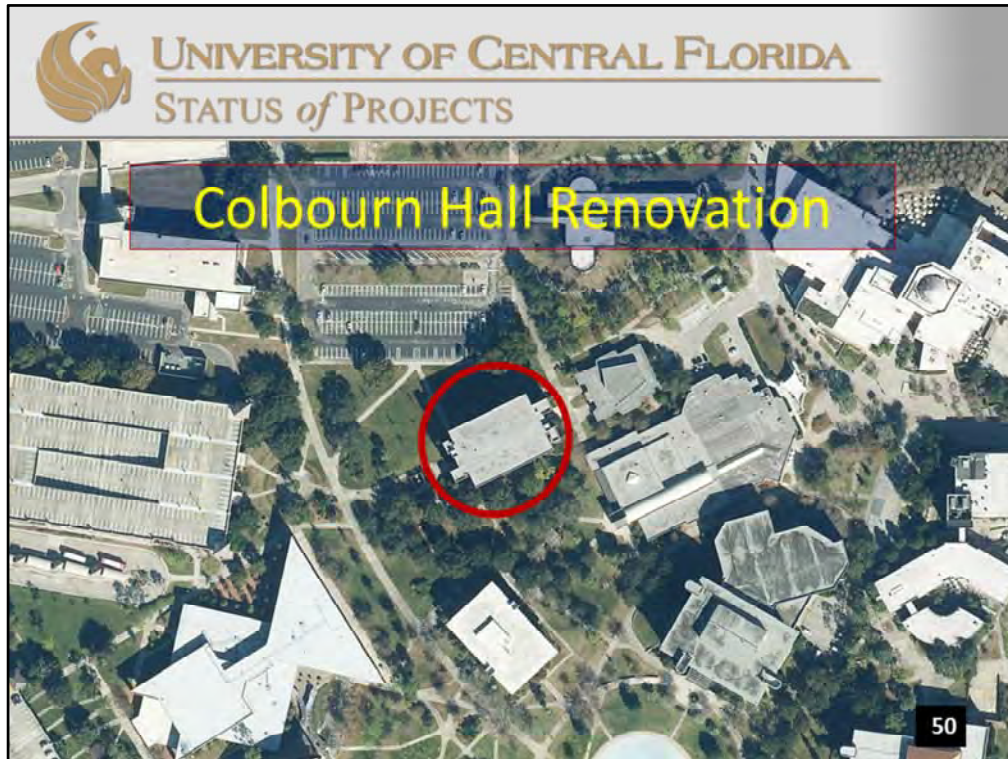 UNIVERSITY OF CENTRAL FLORIDA
STATUS of PROJECTS
Colbourn Hall Renovation
50